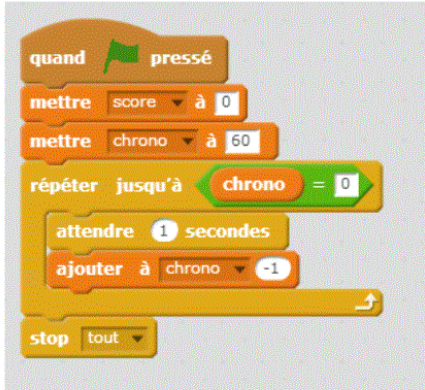 quand pressé
mettre score à 0
mettre chrono à 60
répéter jusqu'à chrono = 0
attendre 1 secondes
ajouter à chrono -1
stop tout